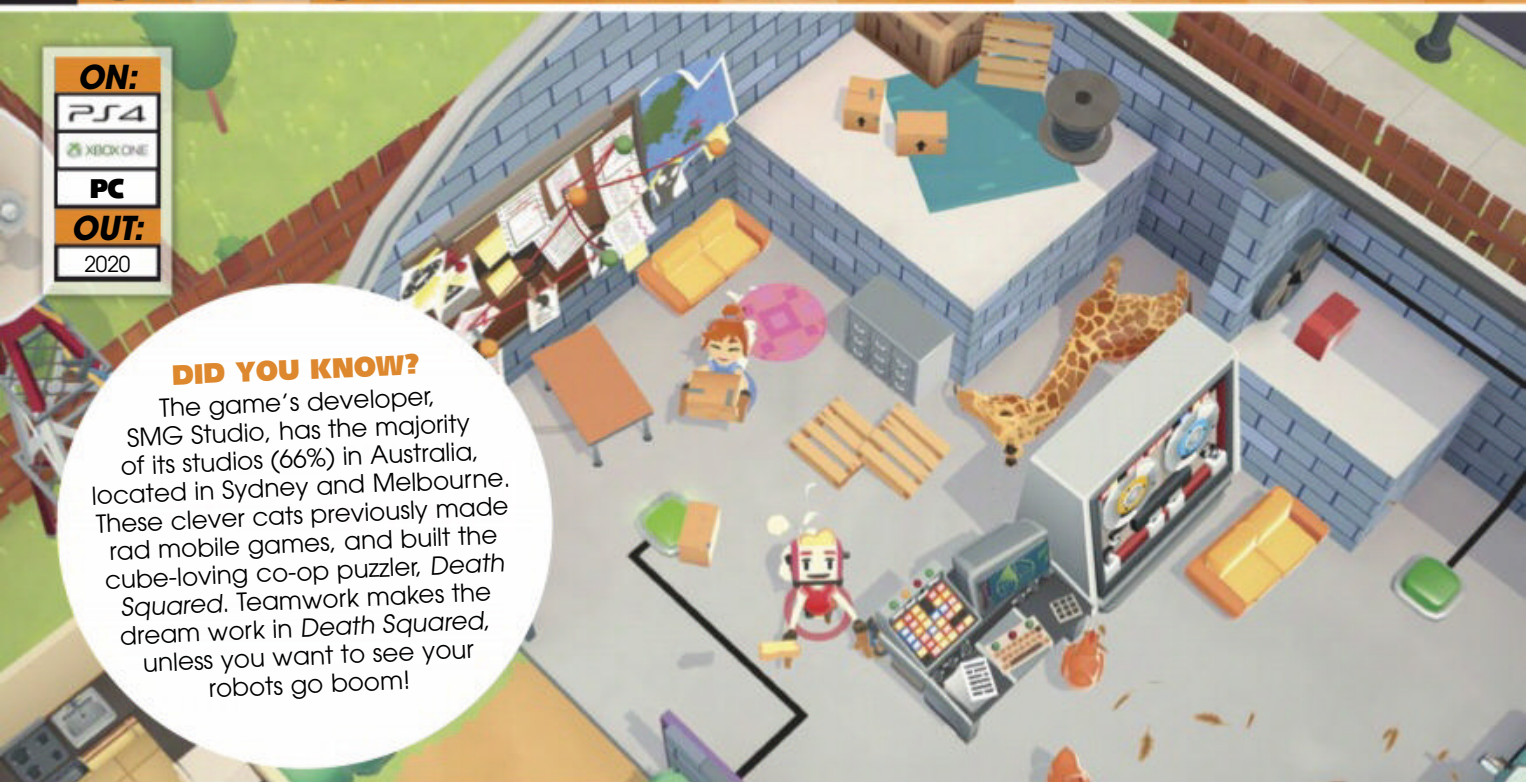 ON:
PS4
XBOXONE
PC
OUT:
2020
DID YOU KNOW?
The game's developer,
SMG Studio, has the majority
of its studios (66%) in Australia,
located in Sydney and Melbourne.
These clever cats previously made
rad mobile games, and built the
cube-loving co-op puzzler, Death
Squared. Teamwork makes the
dream work in Death Squared,
unless you want to see your
robots go boom!